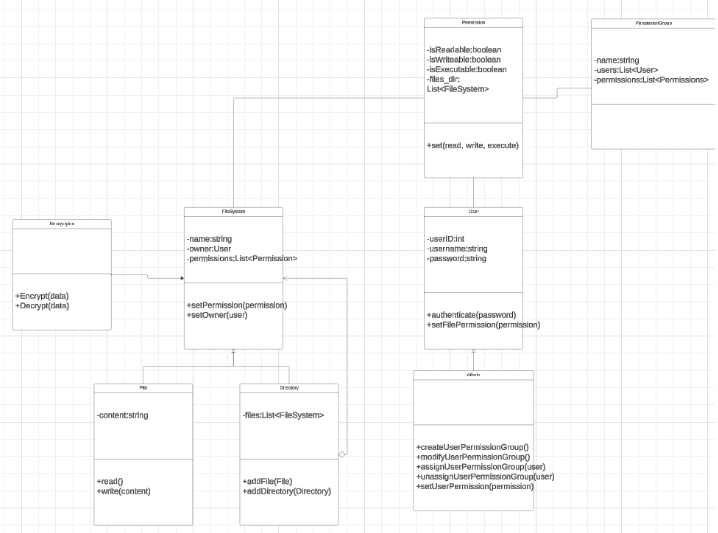 Permission
-isReadable:boolean
-isWriteable:boolean
-isExecutable:boolean
-files_dir:
List<FileSystem>
+set(read, write, execute)
PermissionGroup
-name:string
-users:List<User>
-permissions:List<Permissions>
Encryption
+Encrypt(data)
+Decrypt(data)
FileSystem
-name:string
-owner:User
-permissions:List<Permission>
+setPermission(permission)
+setOwner(user)
User
-userID:int
-username:string
-password:string
+authenticate(password)
+setFilePermission(permission)
File
-content:string
+read()
+write(content)
Directory
-files:List<FileSystem>
+addFile(File)
+addDirectory(Directory)
Admin
+createUserPermissionGroup()
+modifyUserPermissionGroup()
+assignUserPermissionGroup(user)
+unassignUserPermissionGroup(user)
+setUserPermission(permission)